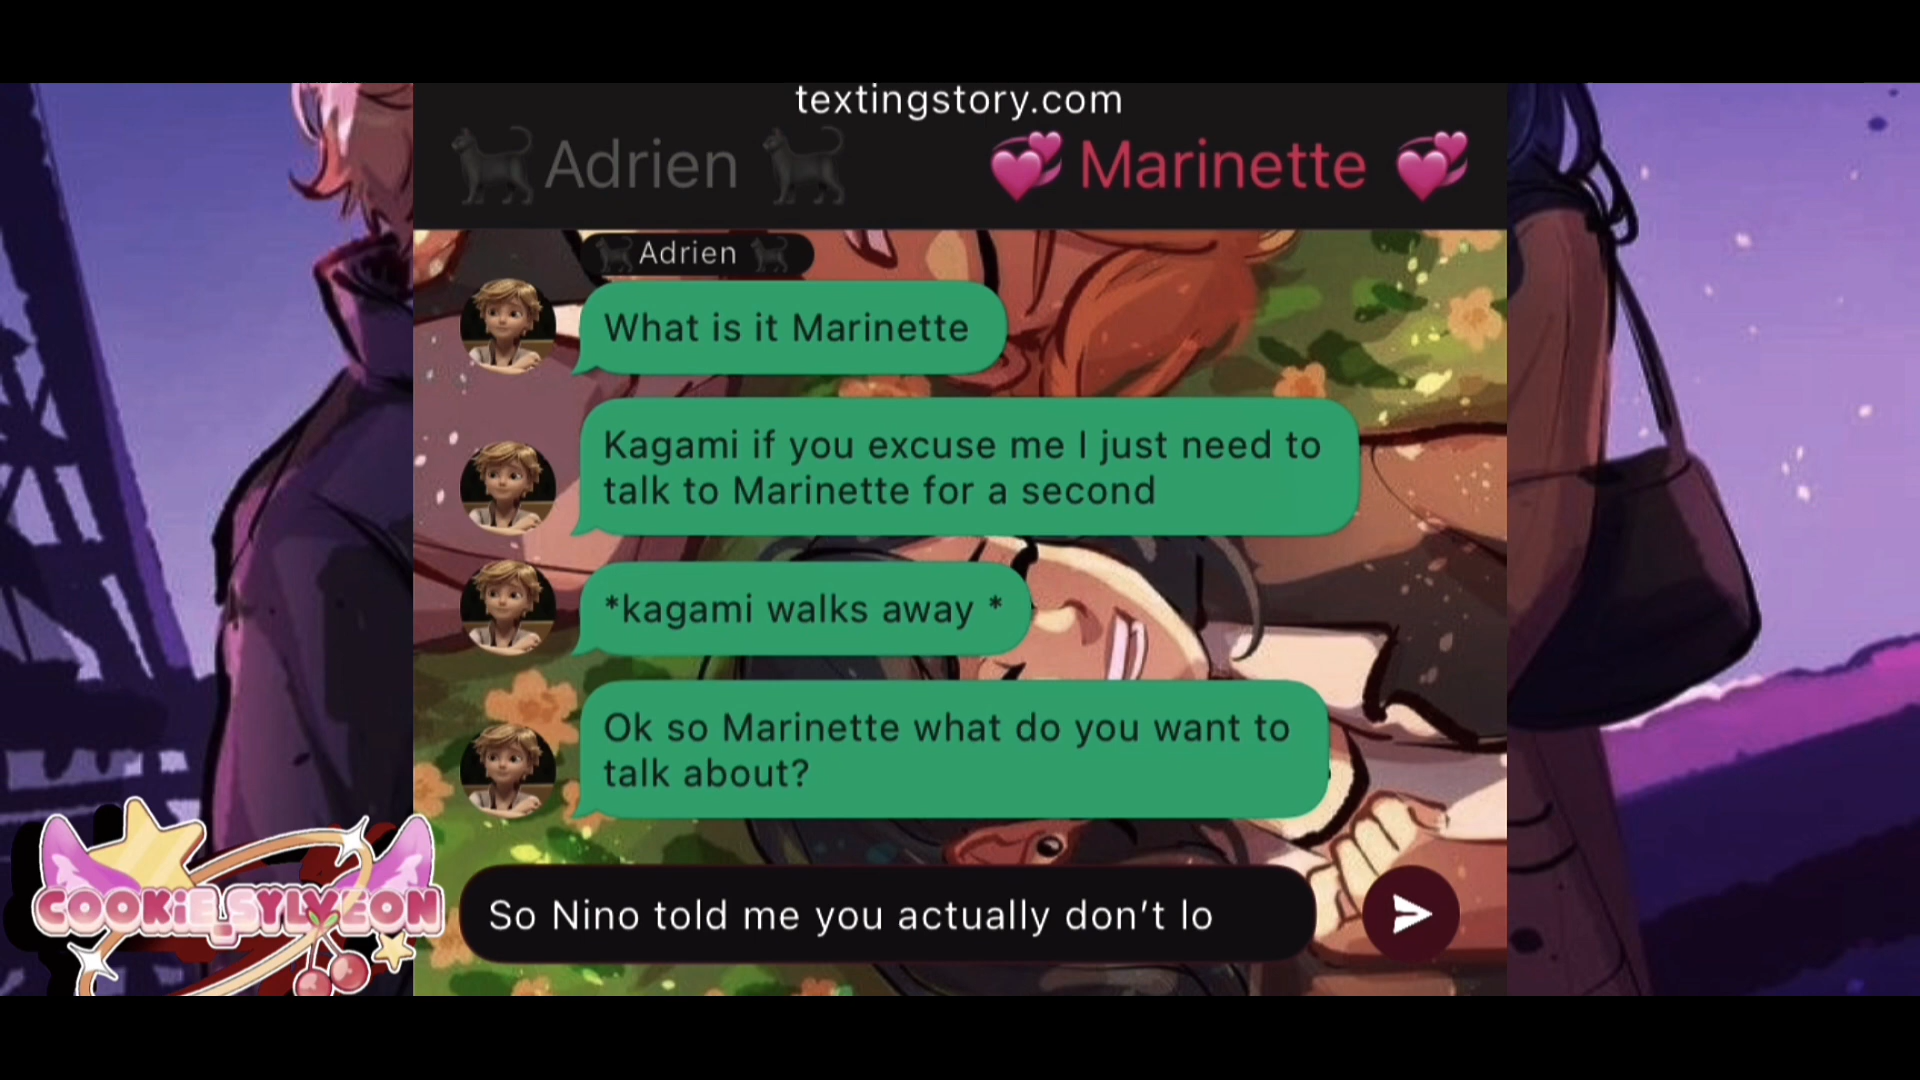 textingstory.com
🐈‍⬛Adrien 🐈‍⬛
💞 Marinette 💞
🐈‍⬛Adrien 🐈‍⬛
What is it Marinette
Kagami if you excuse me I just need to
talk to Marinette for a second
*kagami walks away *
Ok so Marinette what do you want to
talk about?
So Nino told me you actually don’t lo
COOKiE_SYLVEON